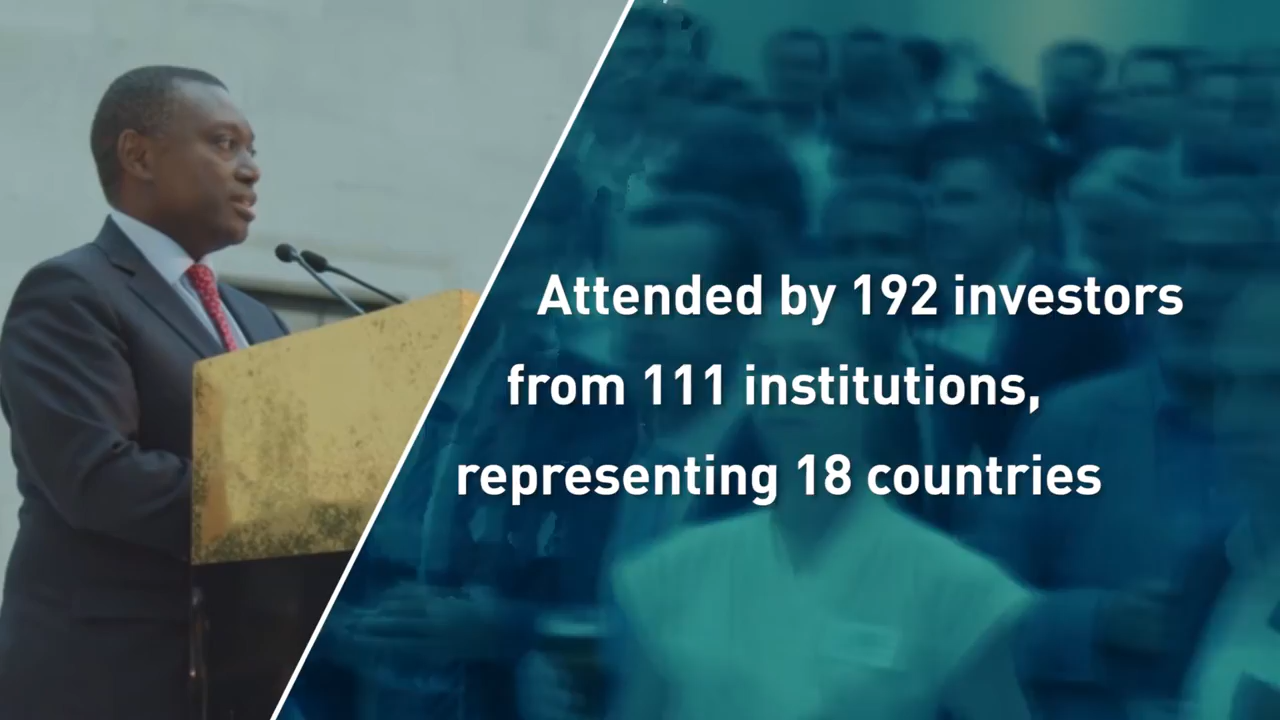 Attended by 192 investors
from 111 institutions,
representing 18 countries